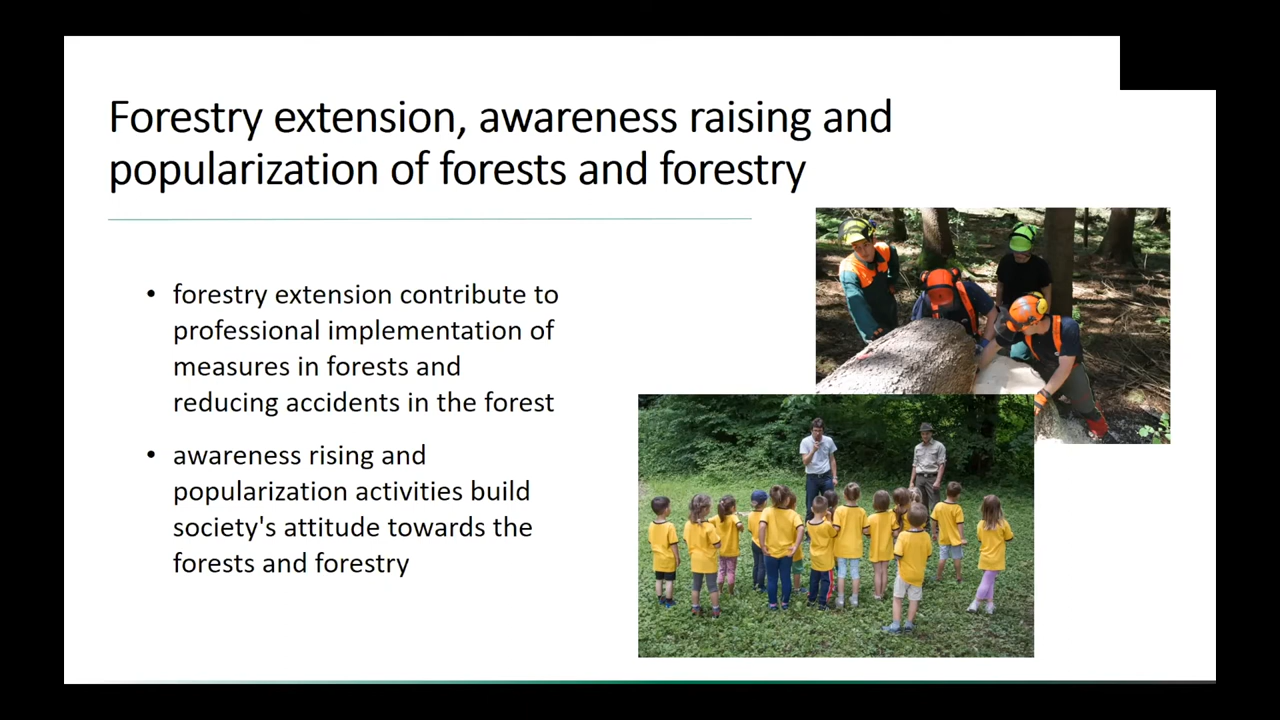 Forestry extension, awareness raising and
popularization of forests and forestry
• forestry extension contribute to
professional implementation of
measures in forests and
reducing accidents in the forest
• awareness rising and
popularization activities build
society's attitude towards the
forests and forestry